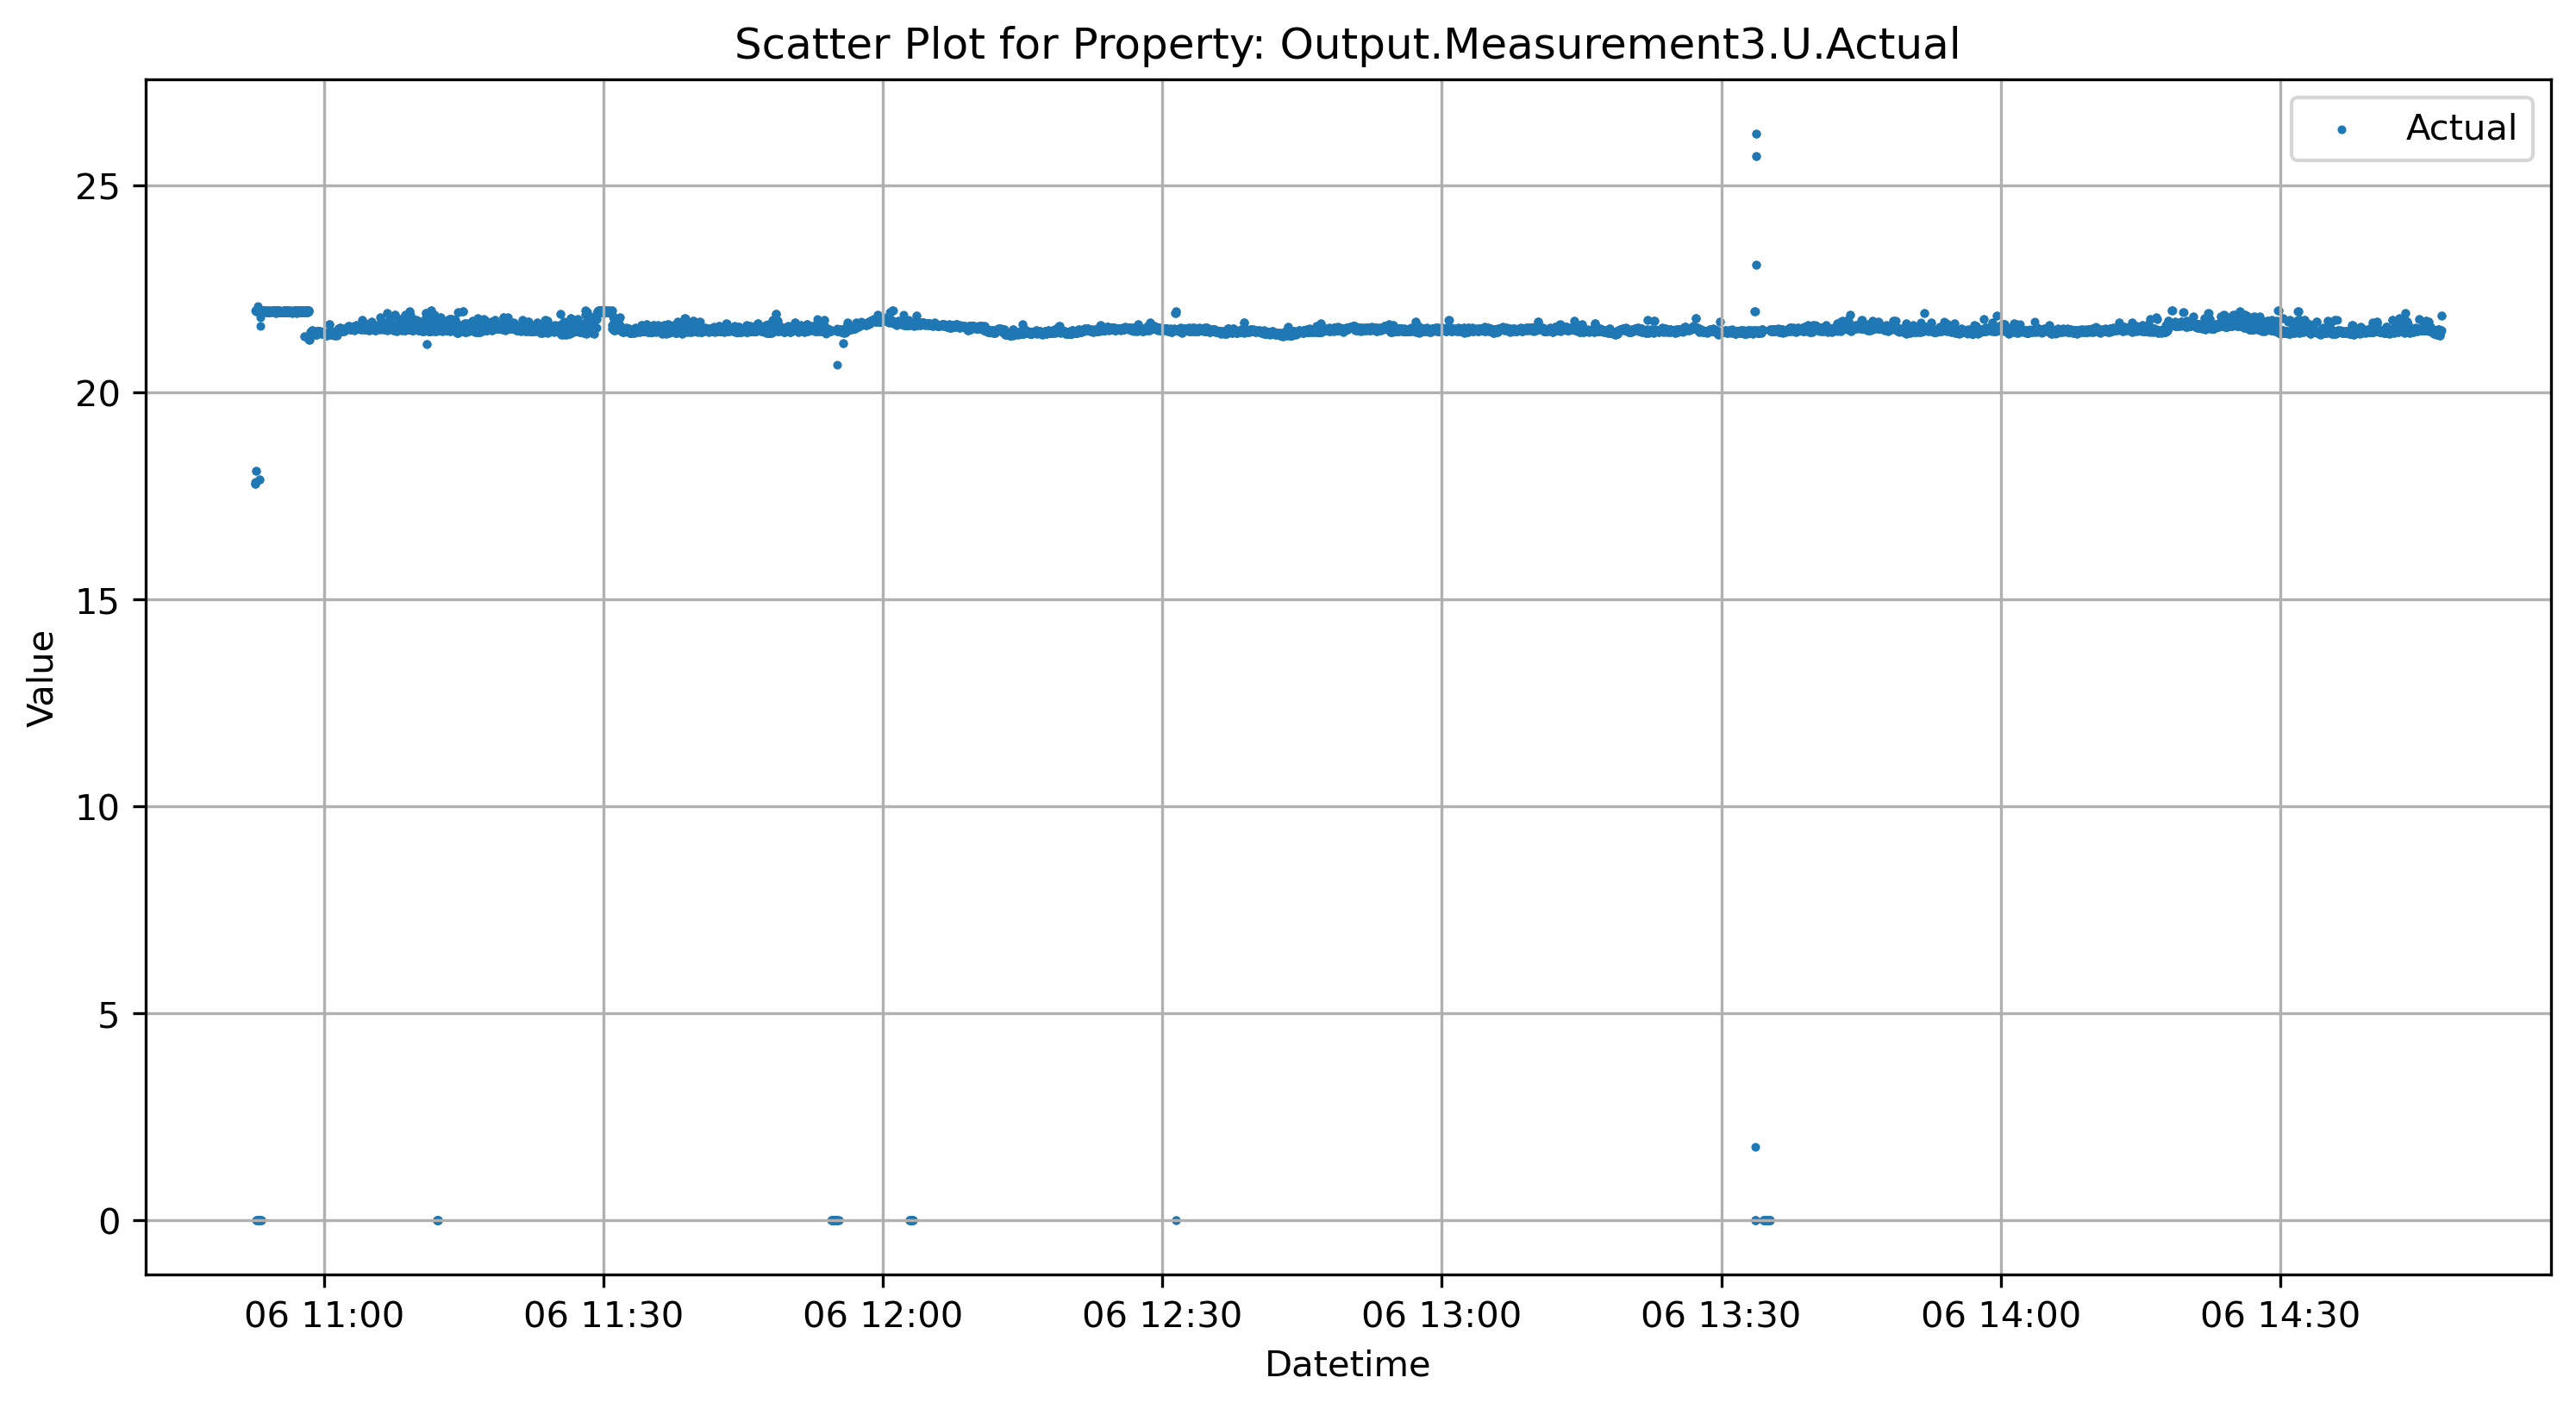 Scatter Plot for Property: Output.Measurement3.U.Actual
Actual
25
20
15
10
5
0
Value
06 11:00 06 11:30 06 12:00 06 12:30 06 13:00 06 13:30 06 14:00 06 14:30
Datetime